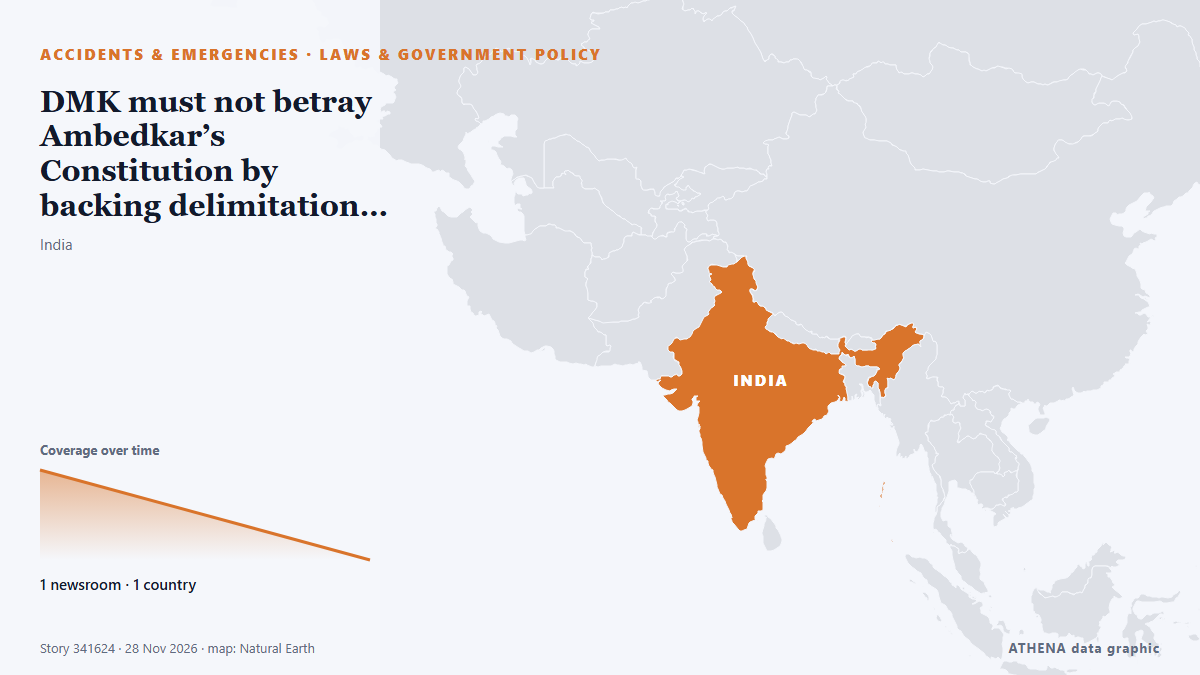 ACCIDENTS & EMERGENCIES · LAWS & GOVERNMENT POLICY
DMK must not betray
Ambedkar’s
Constitution by
backing delimitation…
India
INDIA
Coverage over time
1 newsroom · 1 country
Story 341624 · 28 Nov 2026 · map: Natural Earth
ATHENA data graphic